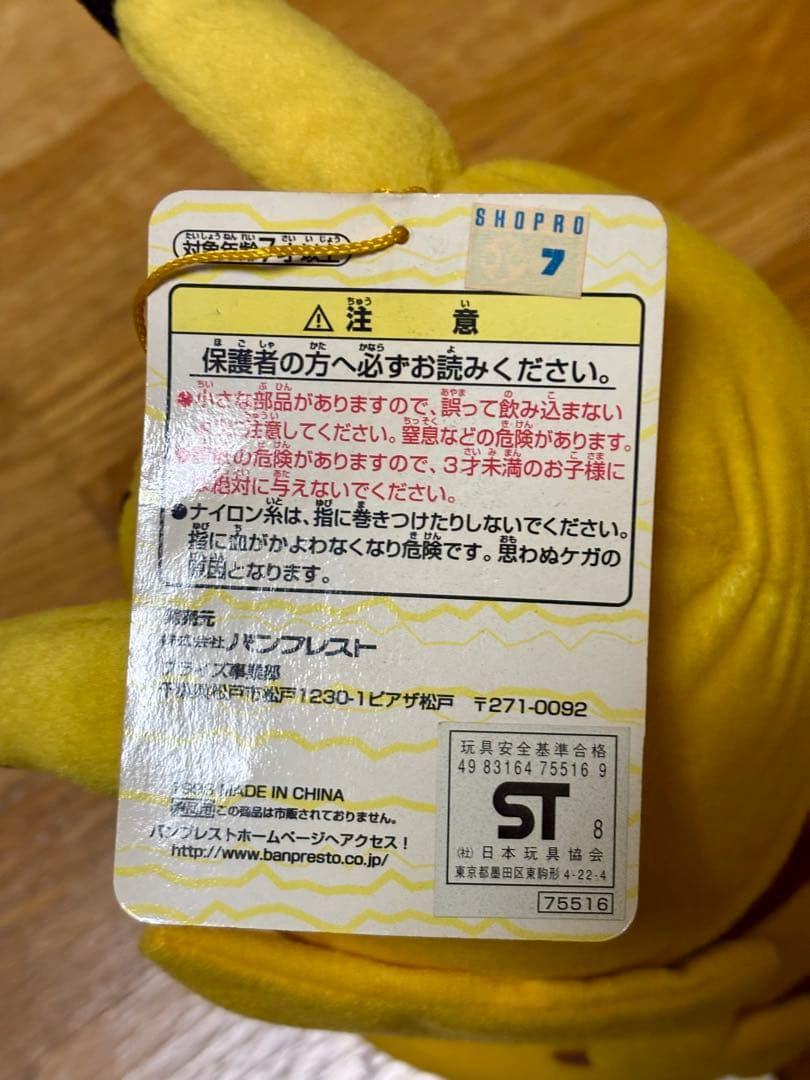 対象年齢7才以上
SHOPRO
7
⚠注意
保護者の方へ必ずお読みください。
小さな部品がありますので、誤って飲み込まない
注意してください。窒息などの危険があります。
の危険がありますので、3才未満のお子様に
絶対に与えないでください。
●ナイロン糸は、指に巻きつけたりしないでください。
指に血がかよわなくなり危険です。思わぬケガの
原因となります。
発売元
株式会社バンプレスト
プライズ事業部
千葉県松戸市松戸1230-1ピアザ松戸 〒271-0092
MADE IN CHINA
この商品は市販されておりません。
バンプレストホームページへアクセス!
http://www.banpresto.co.jp/
玩具安全基準合格
49 83164 75516 9
ST 8
(社)日本玩具協会
東京都墨田区東駒形4-22-4
75516